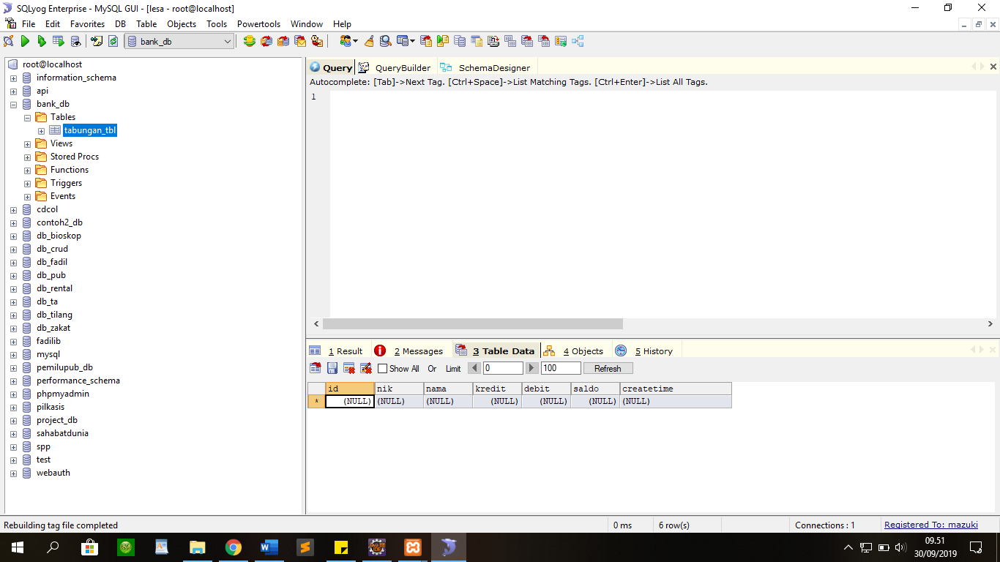 SQLyog Enterprise - MySQL GUI - [lesa - root@localhost]
File Edit Favorites DB Table Objects Tools Powertools Window Help
bank_db
root@localhost
information_schema
api
bank_db
Tables
tabungan_tbl
Views
Stored Procs
Functions
Triggers
Events
cdcol
contoh2_db
db_bioskop
db_crud
db_fadil
db_pub
db_rental
db_ta
db_tilang
db_zakat
fadilib
mysql
pemilupub_db
performance_schema
phpmyadmin
pilkasis
project_db
sahabatdunia
spp
test
webauth
Query QueryBuilder SchemaDesigner
Autocomplete: [Tab]->Next Tag. [Ctrl+Space]->List Matching Tags. [Ctrl+Enter]->List All Tags.
1
1 Result 2 Messages 3 Table Data 4 Objects 5 History
Show All Or Limit 0 100 Refresh
id nik nama kredit debit saldo createtime
* (NULL) (NULL) (NULL) (NULL) (NULL) (NULL) (NULL)
Rebuilding tag file completed 0 ms 6 row(s) Connections : 1 Registered To: mazuki
09.51
30/09/2019